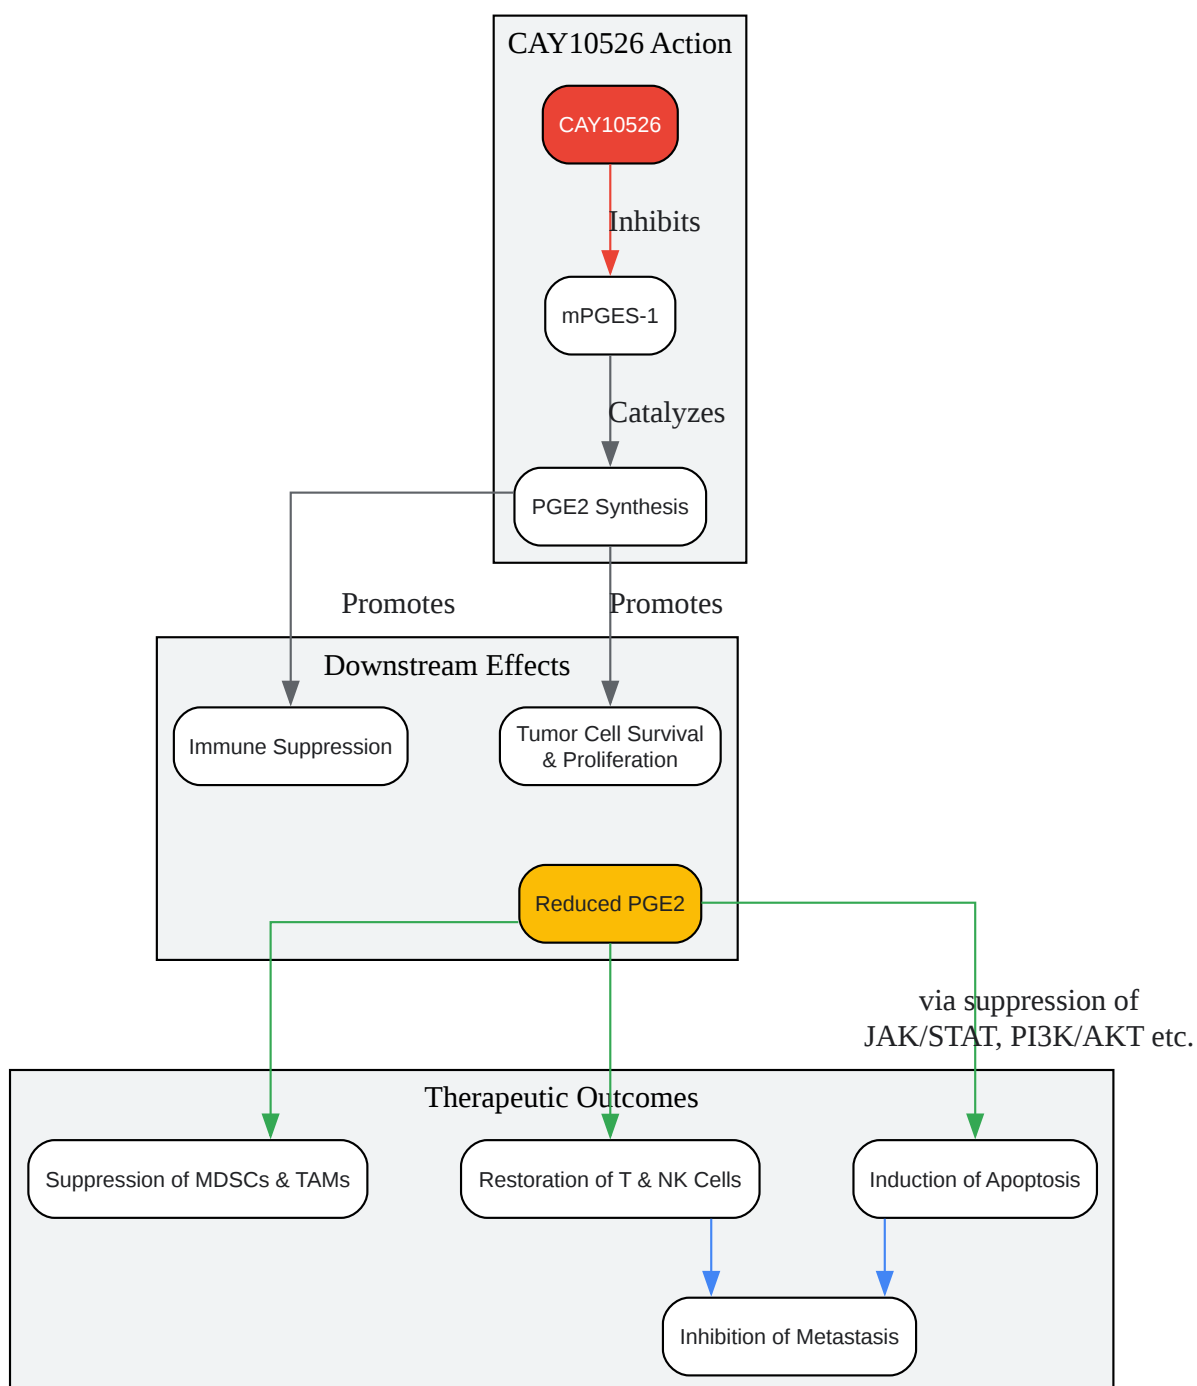 CAY10526 Action
CAY10526
Inhibits
mPGES-1
Catalyzes
PGE2 Synthesis
Promotes
Promotes
Downstream Effects
Immune Suppression
Tumor Cell Survival
& Proliferation
Reduced PGE2
via suppression of
JAK/STAT, PI3K/AKT etc.
Therapeutic Outcomes
Suppression of MDSCs & TAMs
Restoration of T & NK Cells
Induction of Apoptosis
Inhibition of Metastasis